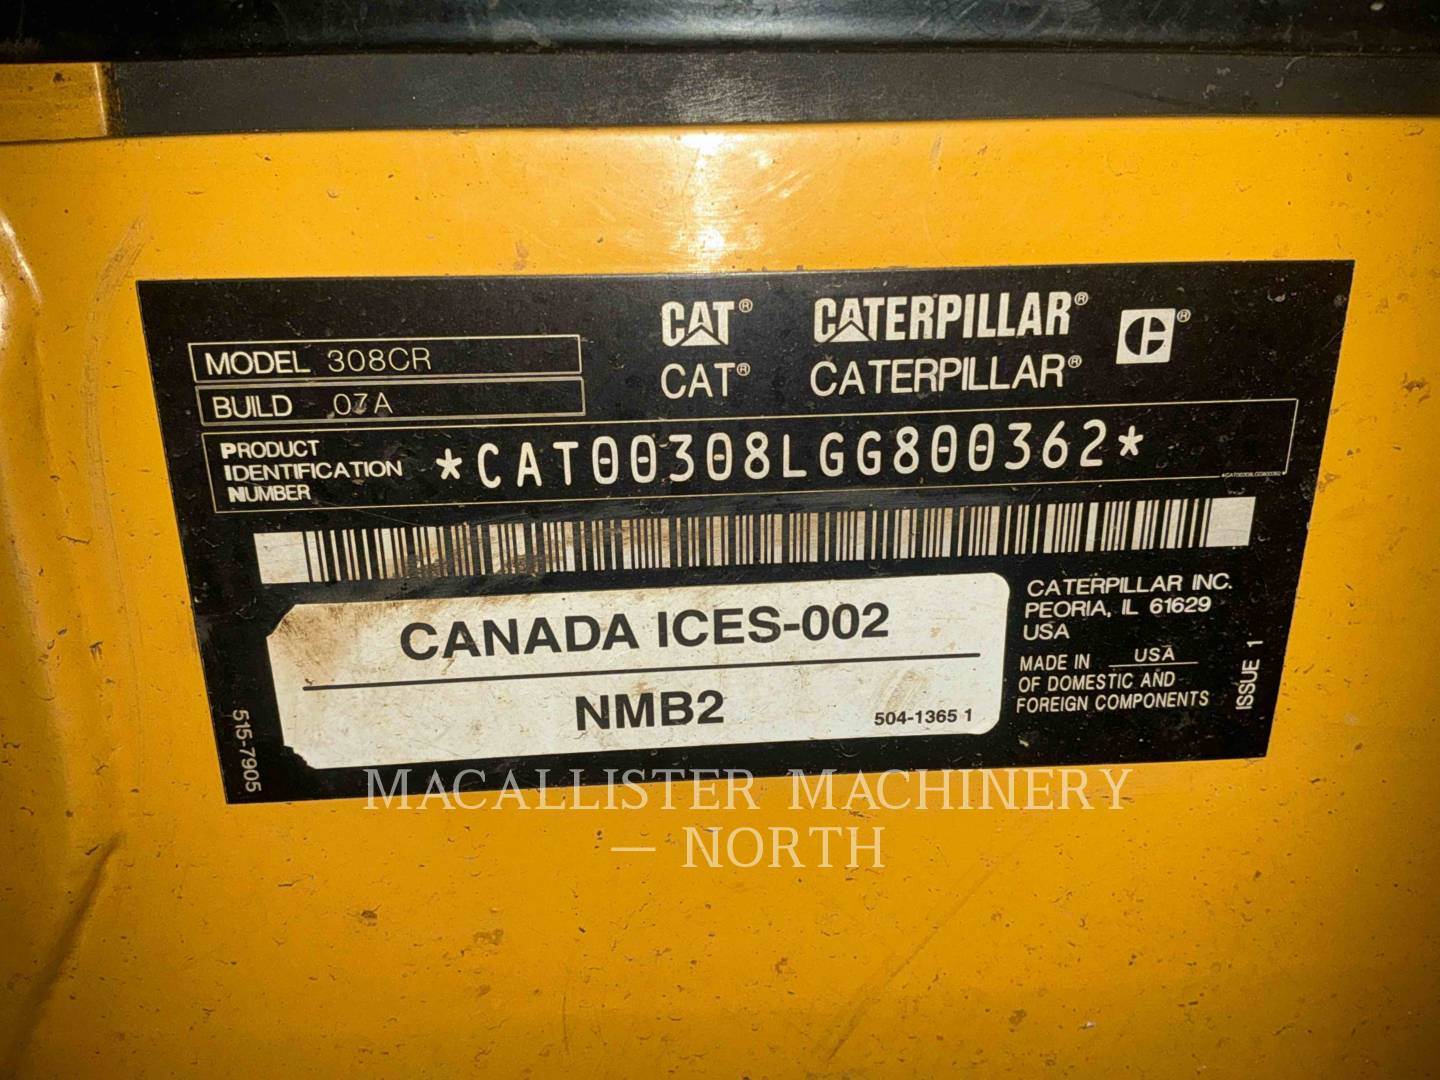 CAT® CATERPILLAR® C®
CAT® CATERPILLAR®
MODEL 308CR
BUILD 07A
PRODUCT
IDENTIFICATION
NUMBER
*CAT00308LGG800362*
*CAT00308LGG800362*
CANADA ICES-002
NMB2
504-1365 1
CATERPILLAR INC.
PEORIA, IL 61629
USA
MADE IN USA
OF DOMESTIC AND
FOREIGN COMPONENTS
ISSUE 1
515-7905
MACALLISTER MACHINERY
— NORTH